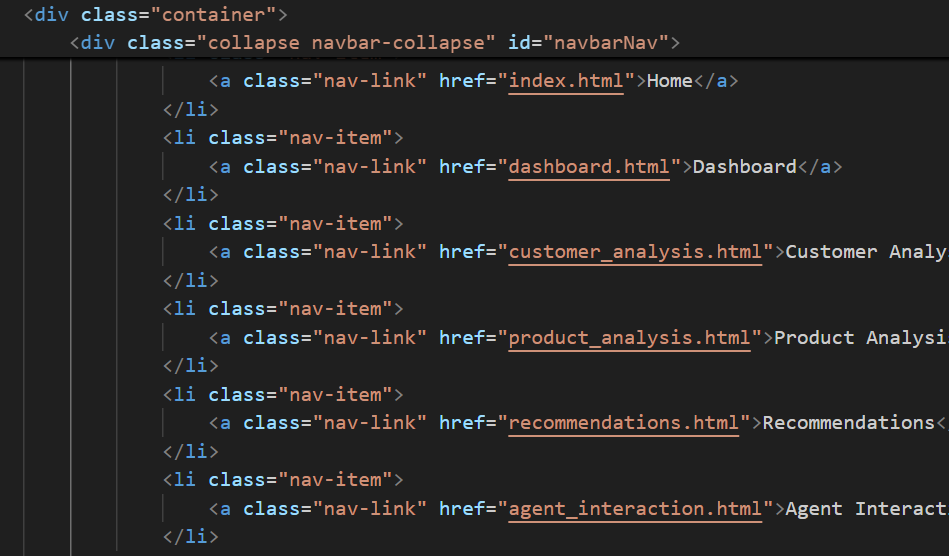 <div class="container">
<div class="collapse navbar-collapse" id="navbarNav">
<a class="nav-link" href="index.html">Home</a>
</li>
<li class="nav-item">
<a class="nav-link" href="dashboard.html">Dashboard</a>
</li>
<li class="nav-item">
<a class="nav-link" href="customer_analysis.html">Customer Analy
</li>
<li class="nav-item">
<a class="nav-link" href="product_analysis.html">Product Analysi
</li>
<li class="nav-item">
<a class="nav-link" href="recommendations.html">Recommendations<
</li>
<li class="nav-item">
<a class="nav-link" href="agent_interaction.html">Agent Interact
</li>